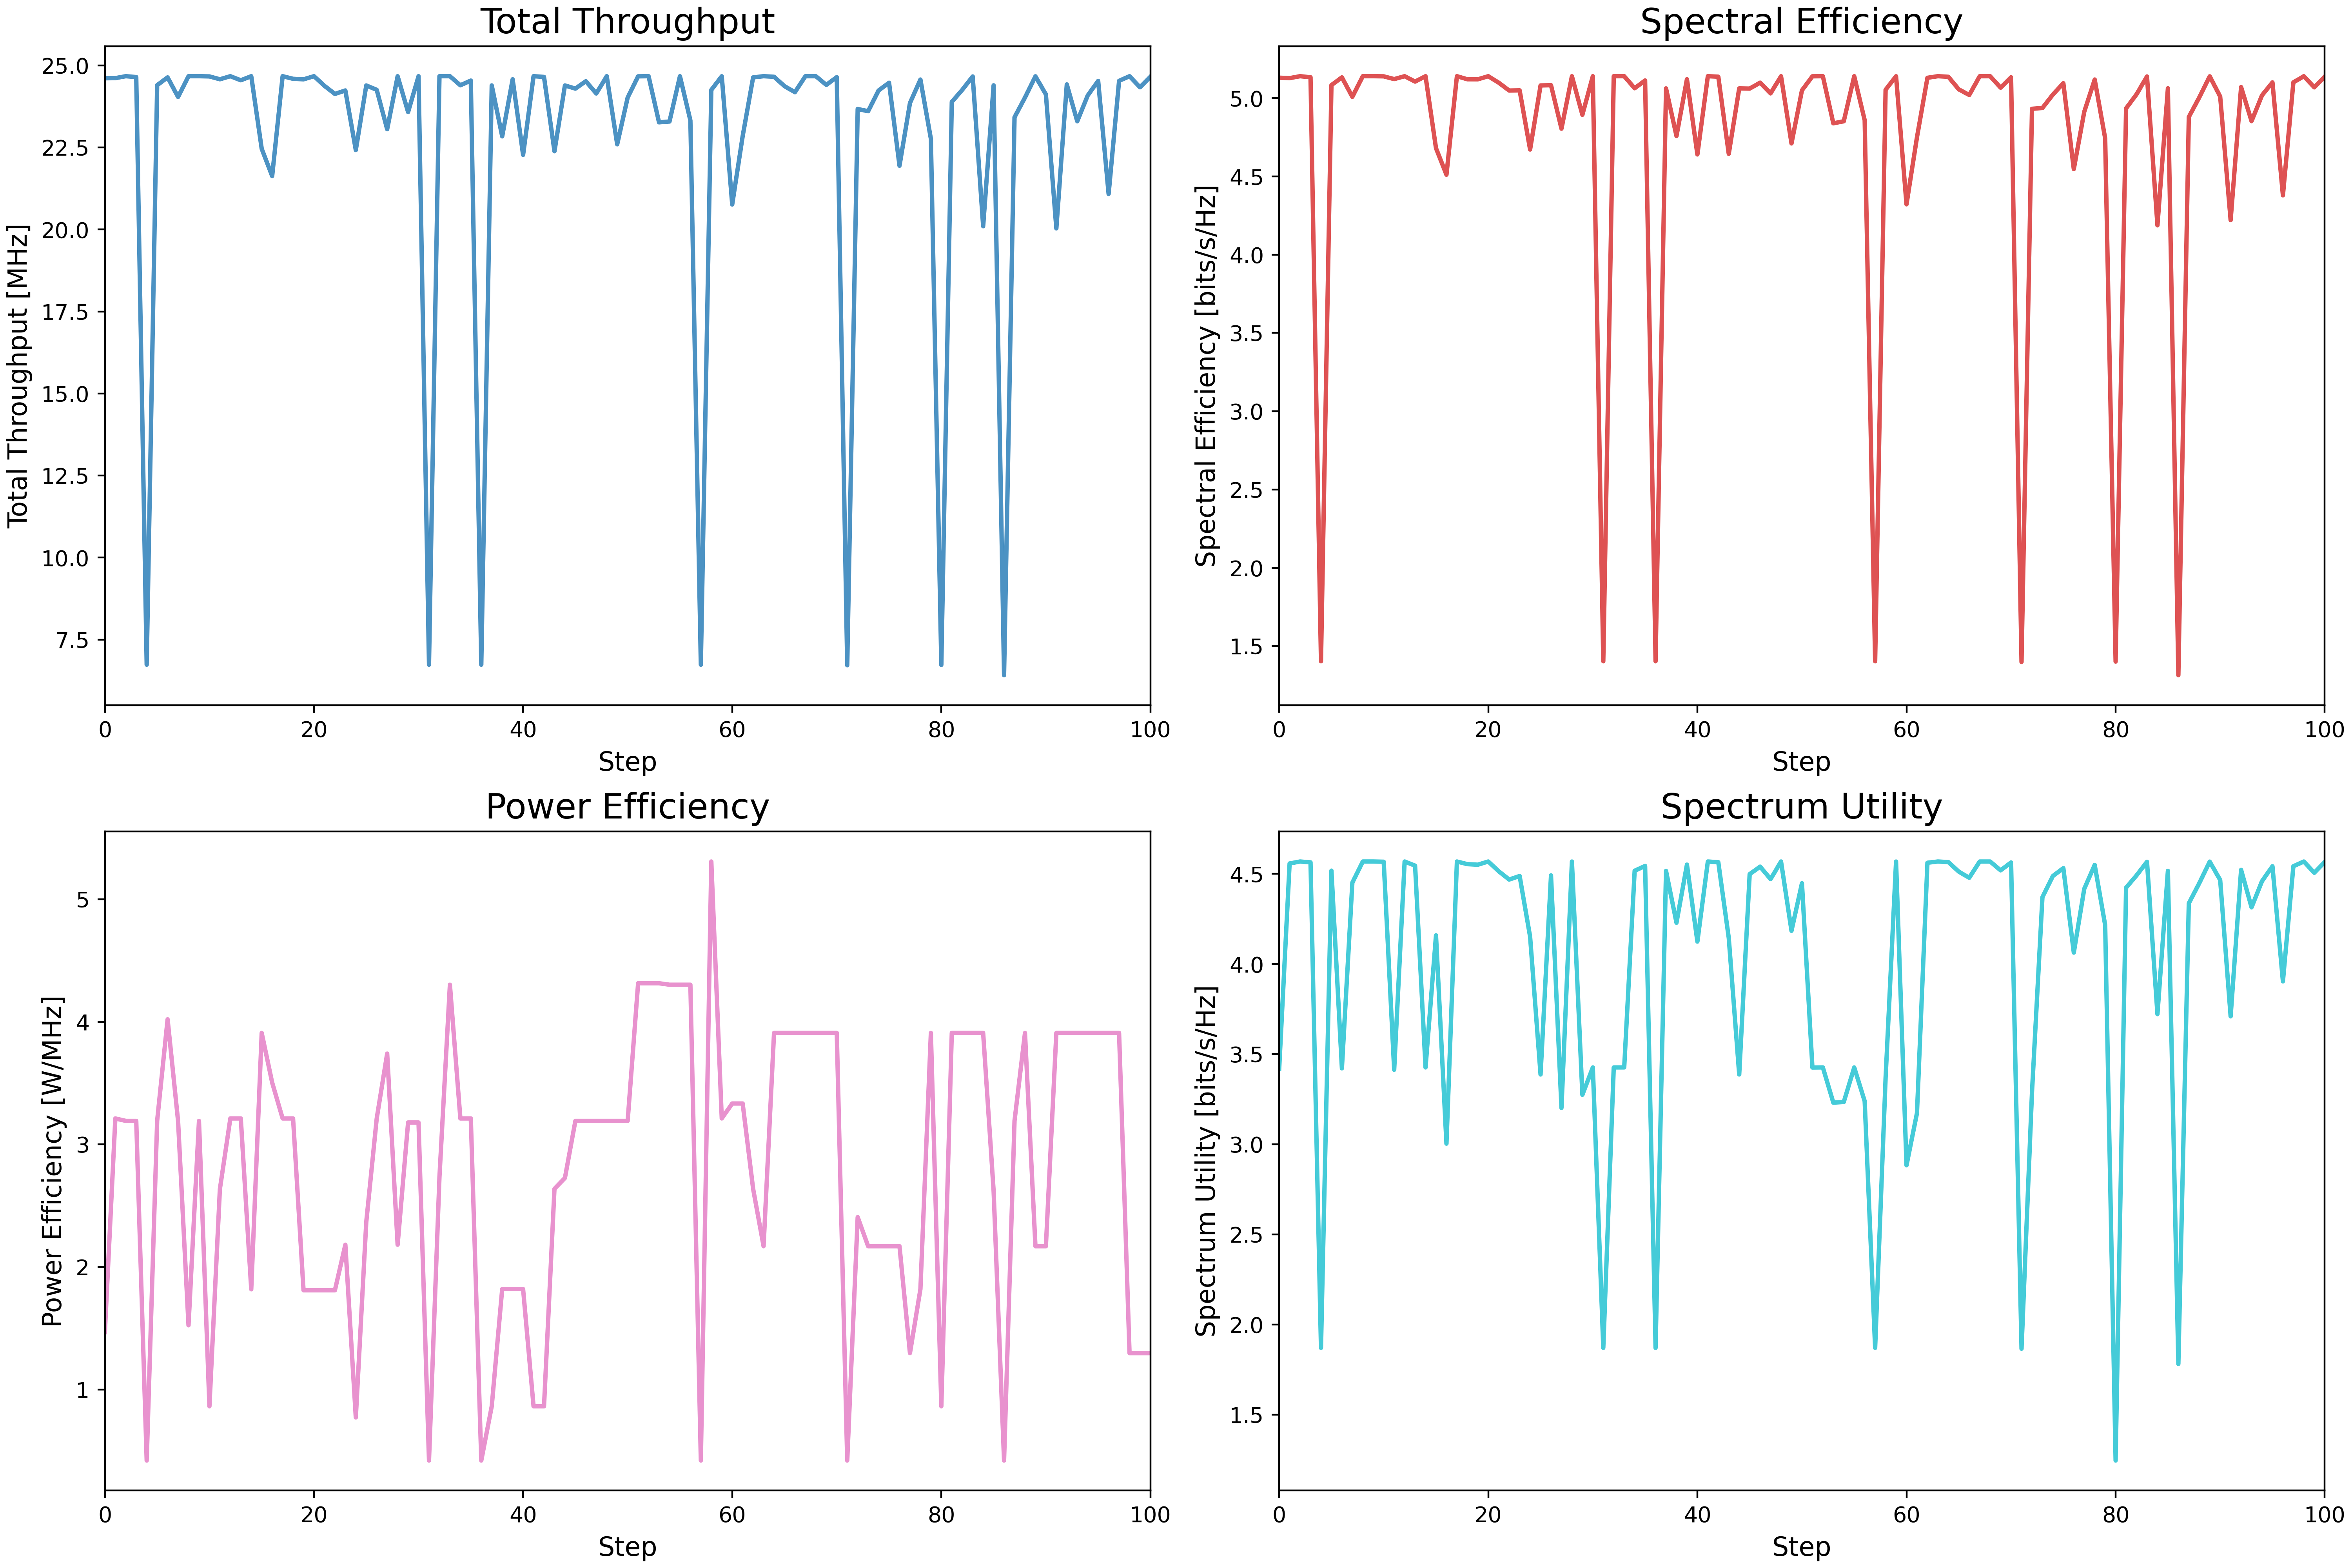 Total Throughput
Total Throughput [MHz]
25.0
22.5
20.0
17.5
15.0
12.5
10.0
7.5
0 20 40 60 80 100
Step
Spectral Efficiency
Spectral Efficiency [bits/s/Hz]
5.0
4.5
4.0
3.5
3.0
2.5
2.0
1.5
0 20 40 60 80 100
Step
Power Efficiency
Power Efficiency [W/MHz]
5
4
3
2
1
0 20 40 60 80 100
Step
Spectrum Utility
Spectrum Utility [bits/s/Hz]
4.5
4.0
3.5
3.0
2.5
2.0
1.5
0 20 40 60 80 100
Step